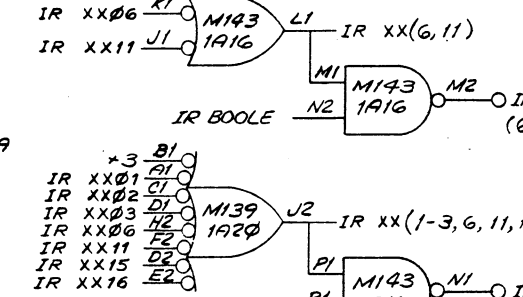 IR XXØ6 K1
M143 L1 IR XX(6, 11)
IR XX11 J1 1A16
M1 M143 M2
IR BOOLE N2 1A16
+3 B1
IR XXØ1 A1
IR XXØ2 C1
IR XXØ3 D1 M139 J2 IR XX(1-3, 6, 11,
IR XXØ6 H2 1A2Ø
IR XX11 F2
IR XX15 D2 P1
IR XX16 E2 M143 N1